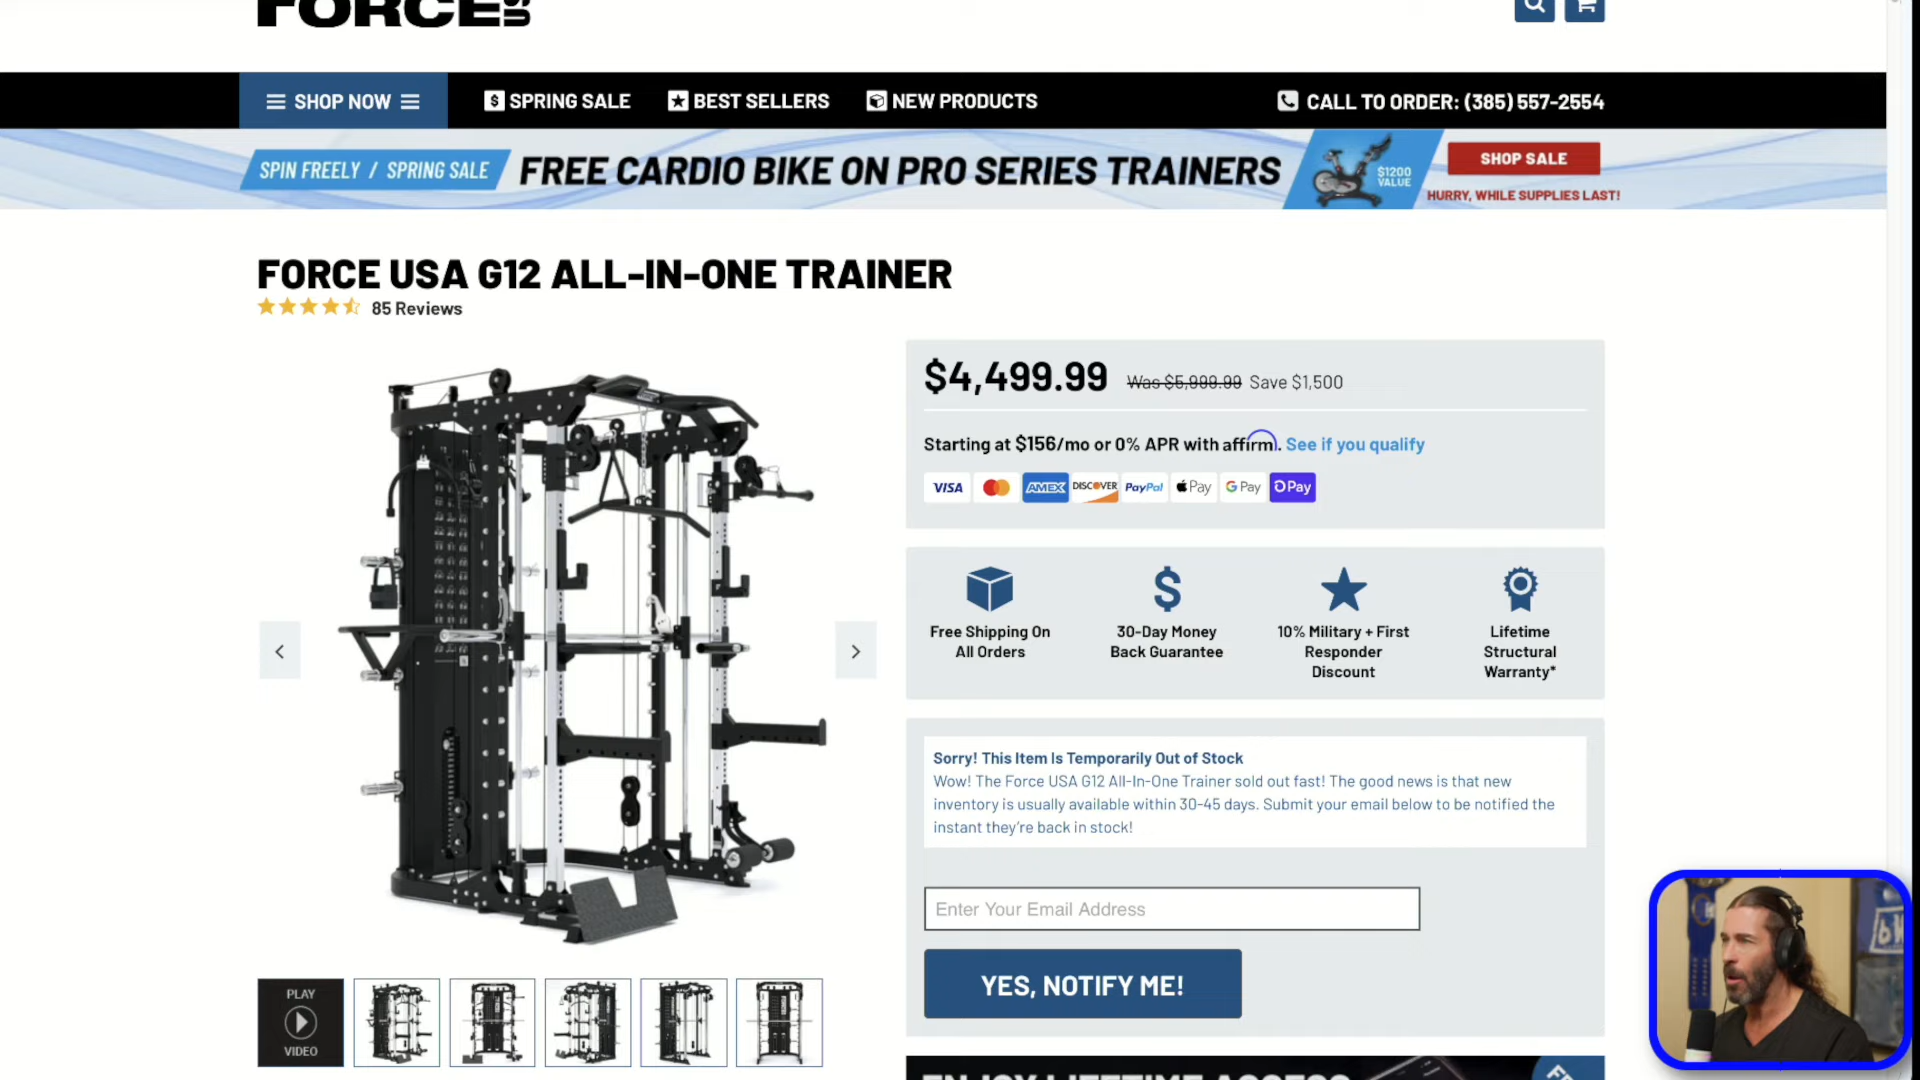 FORCE USA
SHOP NOW
$ SPRING SALE
BEST SELLERS
NEW PRODUCTS
CALL TO ORDER: (385) 557-2554
SPIN FREELY / SPRING SALE
FREE CARDIO BIKE ON PRO SERIES TRAINERS
$1200
VALUE
SHOP SALE
HURRY, WHILE SUPPLIES LAST!
FORCE USA G12 ALL-IN-ONE TRAINER
85 Reviews
$4,499.99 Was $5,999.99 Save $1,500
Starting at $156/mo or 0% APR with affirm. See if you qualify
VISA AMEX DISCOVER PayPal Pay G Pay Pay
Free Shipping On
All Orders
30-Day Money
Back Guarantee
10% Military + First
Responder
Discount
Lifetime
Structural
Warranty*
Sorry! This Item Is Temporarily Out of Stock
Wow! The Force USA G12 All-In-One Trainer sold out fast! The good news is that new
inventory is usually available within 30-45 days. Submit your email below to be notified the
instant they're back in stock!
Enter Your Email Address
YES, NOTIFY ME!
PLAY
VIDEO
ENJOY LIFETIME ACCESS